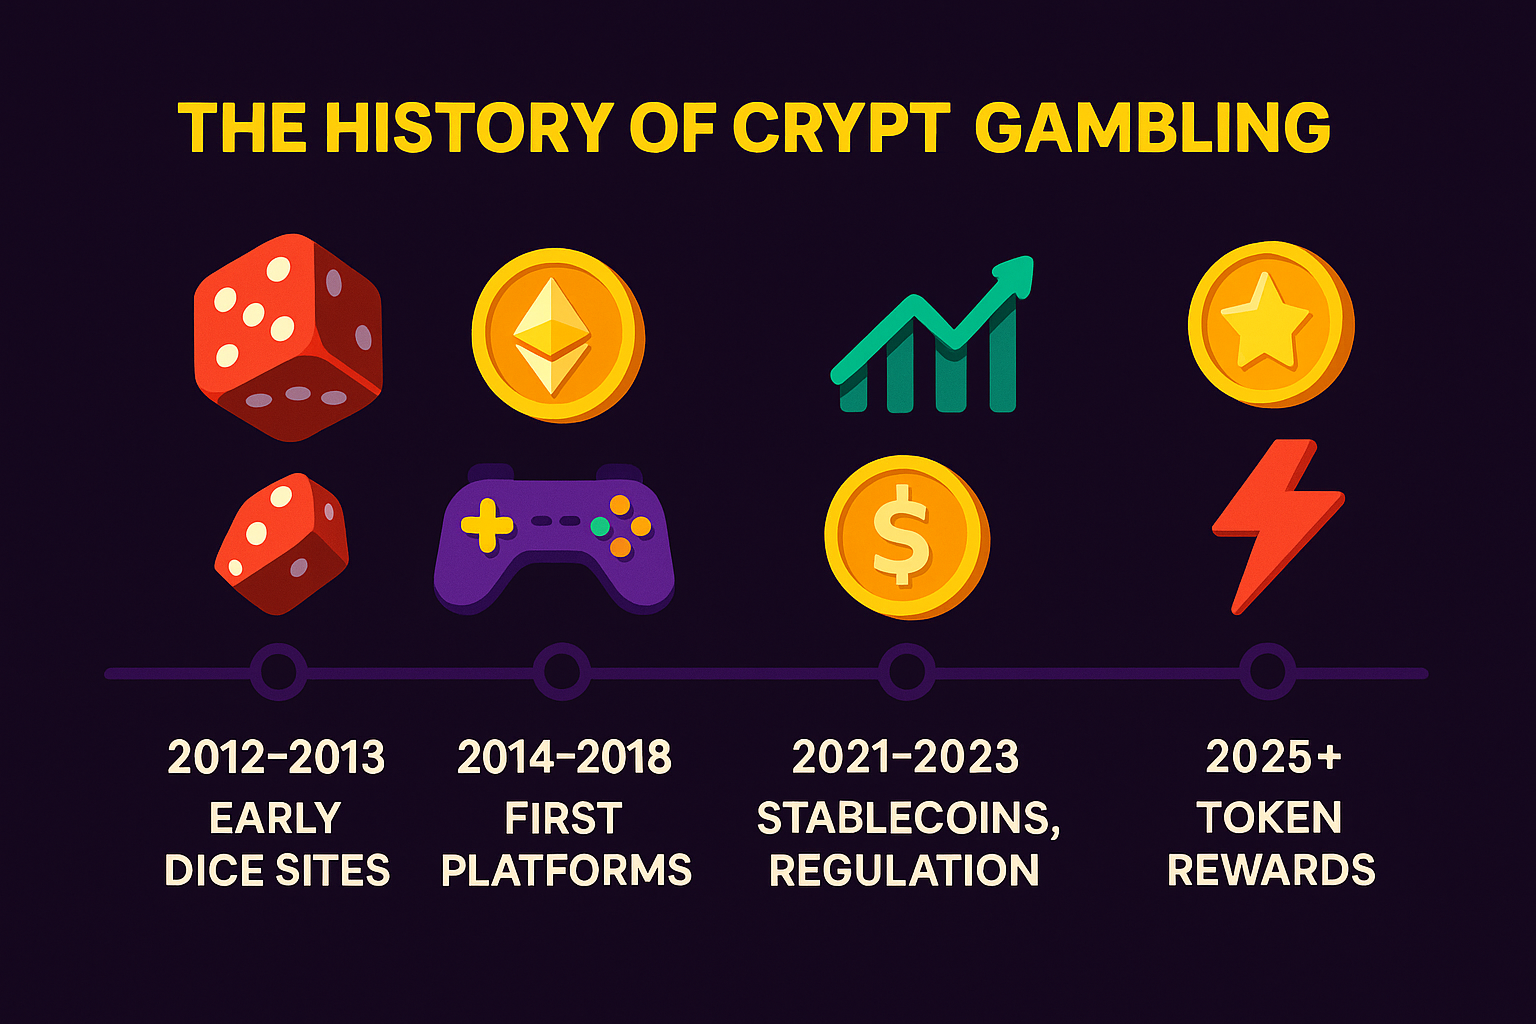 THE HISTORY OF CRYPT GAMBLING
2012–2013
EARLY
DICE SITES
2014–2018
FIRST
PLATFORMS
2021–2023
STABLECOINS,
REGULATION
2025+
TOKEN
REWARDS
$